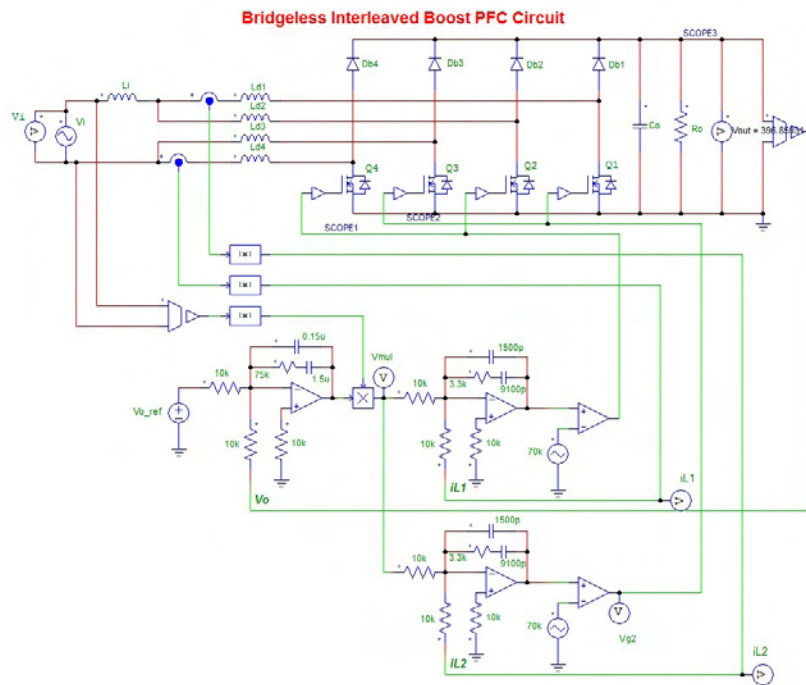 Bridgeless Interleaved Boost PFC Circuit
SCOPE3
Db4
Db3
Db2
Db1
Li
Ld1
Ld2
Ld3
Ld4
Vi
V
Co
Ro
V
Vout = 396.85931
Q4
Q3
Q2
Q1
SCOPE1
SCOPE2
|x|
|x|
|x|
0.15u
75k
1.5u
10k
Vo_ref
10k
10k
Vo
Vmul
V
1500p
3.3k
9100p
10k
10k
10k
70k
iL1
iL1
V
1500p
3.3k
9100p
10k
10k
10k
70k
V
Vg2
iL2
iL2
V